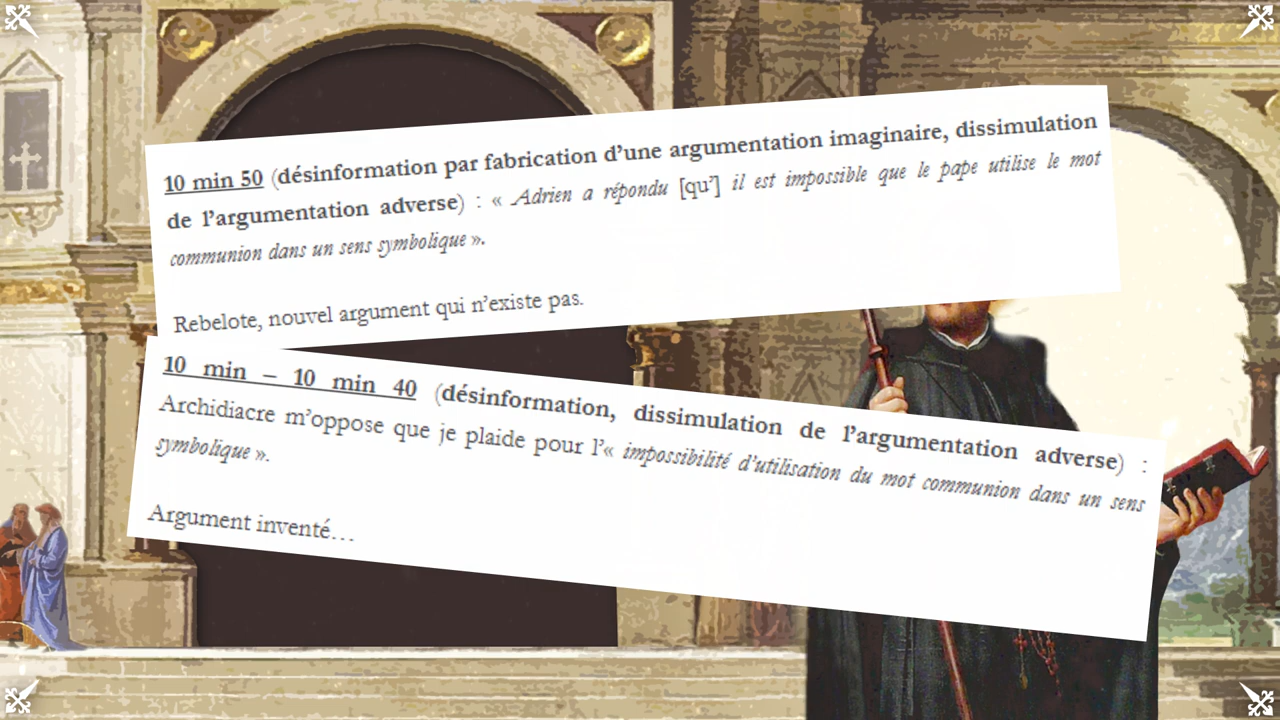 10 min 50 (désinformation par fabrication d’une argumentation imaginaire, dissimulation
de l’argumentation adverse) : « Adrien a répondu [qu’] il est impossible que le pape utilise le mot
communion dans un sens symbolique ».
Rebelote, nouvel argument qui n’existe pas.
10 min – 10 min 40 (désinformation, dissimulation de l’argumentation adverse) :
Archidiacre m’oppose que je plaide pour l’« impossibilité d’utilisation du mot communion dans un sens
symbolique ».
Argument inventé…